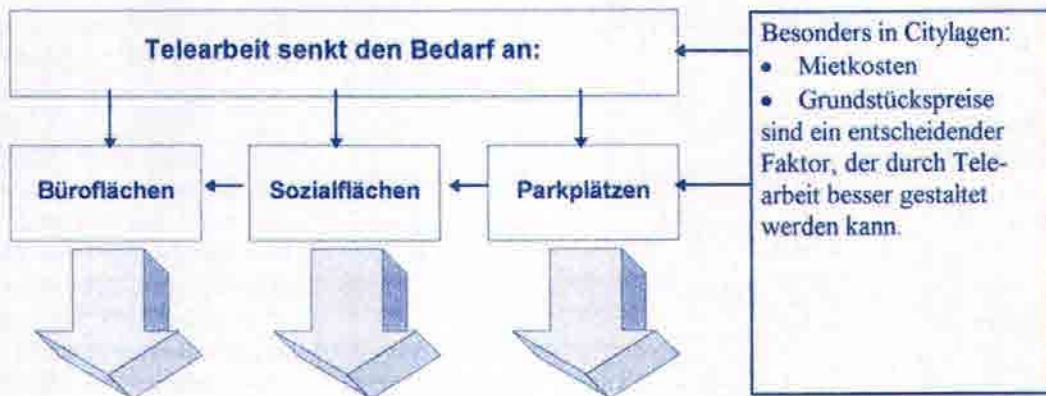 Telearbeit senkt den Bedarf an:
Büroflächen
Sozialflächen
Parkplätzen
Besonders in Citylagen:
• Mietkosten
• Grundstückspreise
sind ein entscheidender
Faktor, der durch Tele-
arbeit besser gestaltet
werden kann.